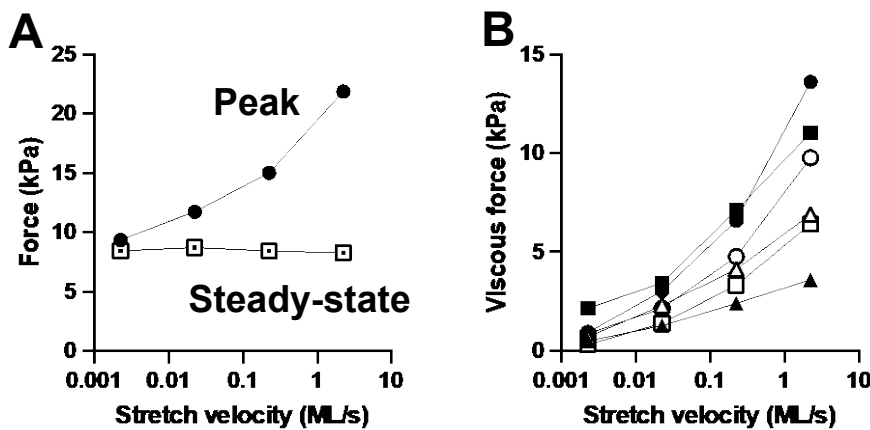 A
B
25
20
15
10
5
0
Force (kPa)
Peak
Steady-state
0.001
0.01
0.1
1
10
Stretch velocity (ML/s)
15
10
5
0
Viscous force (kPa)
0.001
0.01
0.1
1
10
Stretch velocity (ML/s)